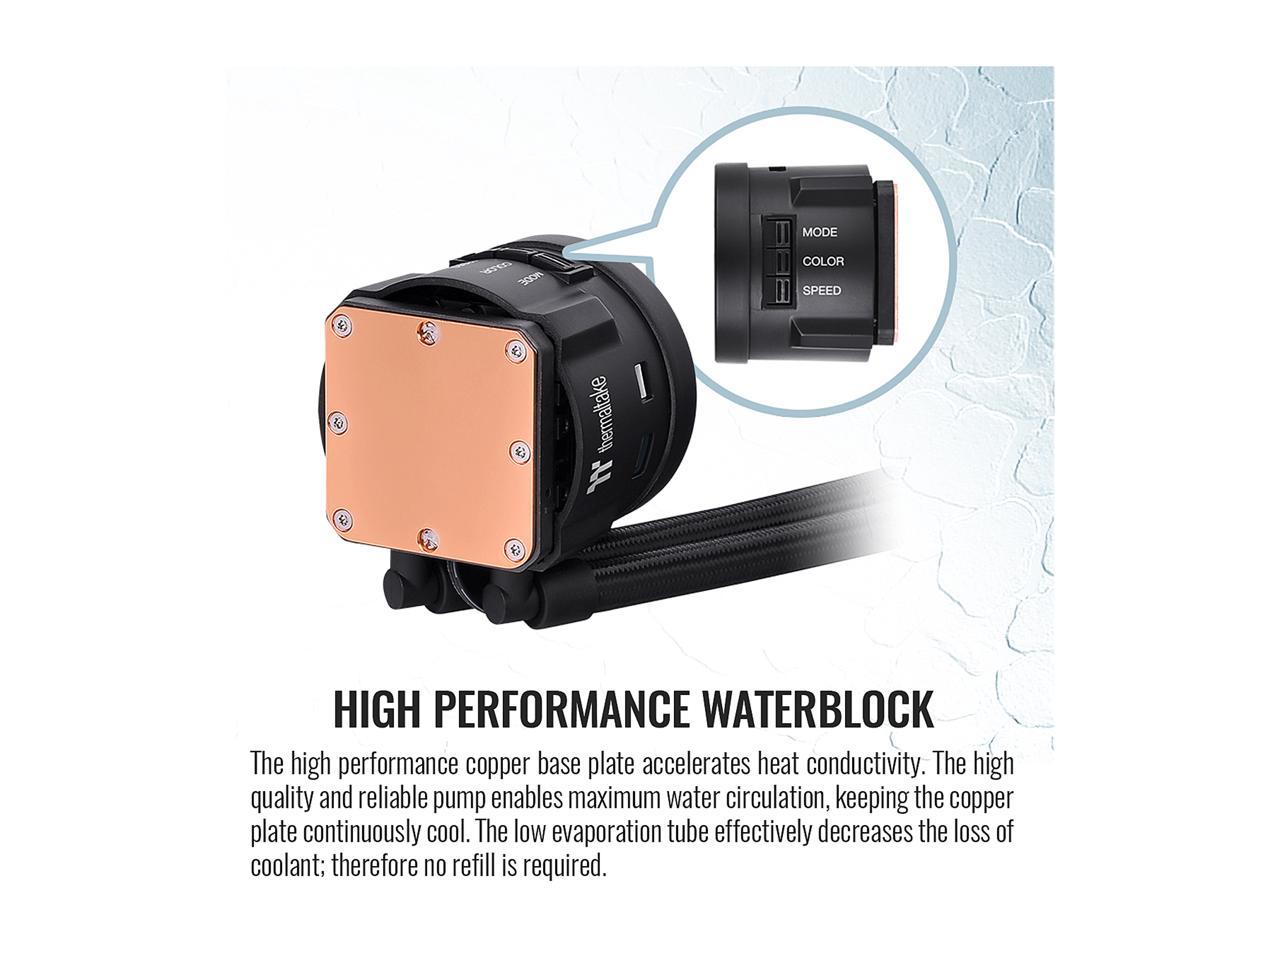 MODE
COLOR
SPEED
COLOR
MODE
thermaltake
HIGH PERFORMANCE WATERBLOCK
The high performance copper base plate accelerates heat conductivity. The high
quality and reliable pump enables maximum water circulation, keeping the copper
plate continuously cool. The low evaporation tube effectively decreases the loss of
coolant; therefore no refill is required.